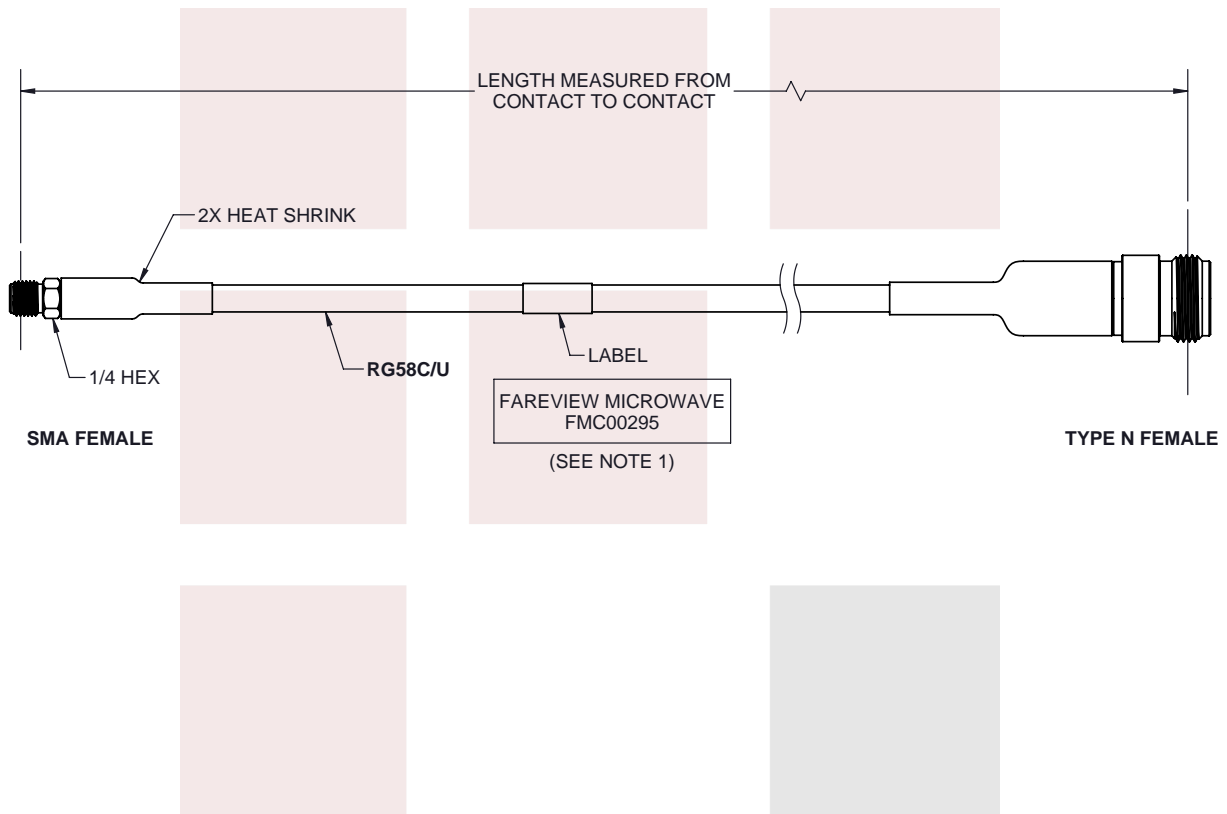 LENGTH MEASURED FROM
CONTACT TO CONTACT
2X HEAT SHRINK
1/4 HEX
RG58C/U
LABEL
FAREVIEW MICROWAVE
FMC00295
(SEE NOTE 1)
SMA FEMALE
TYPE N FEMALE